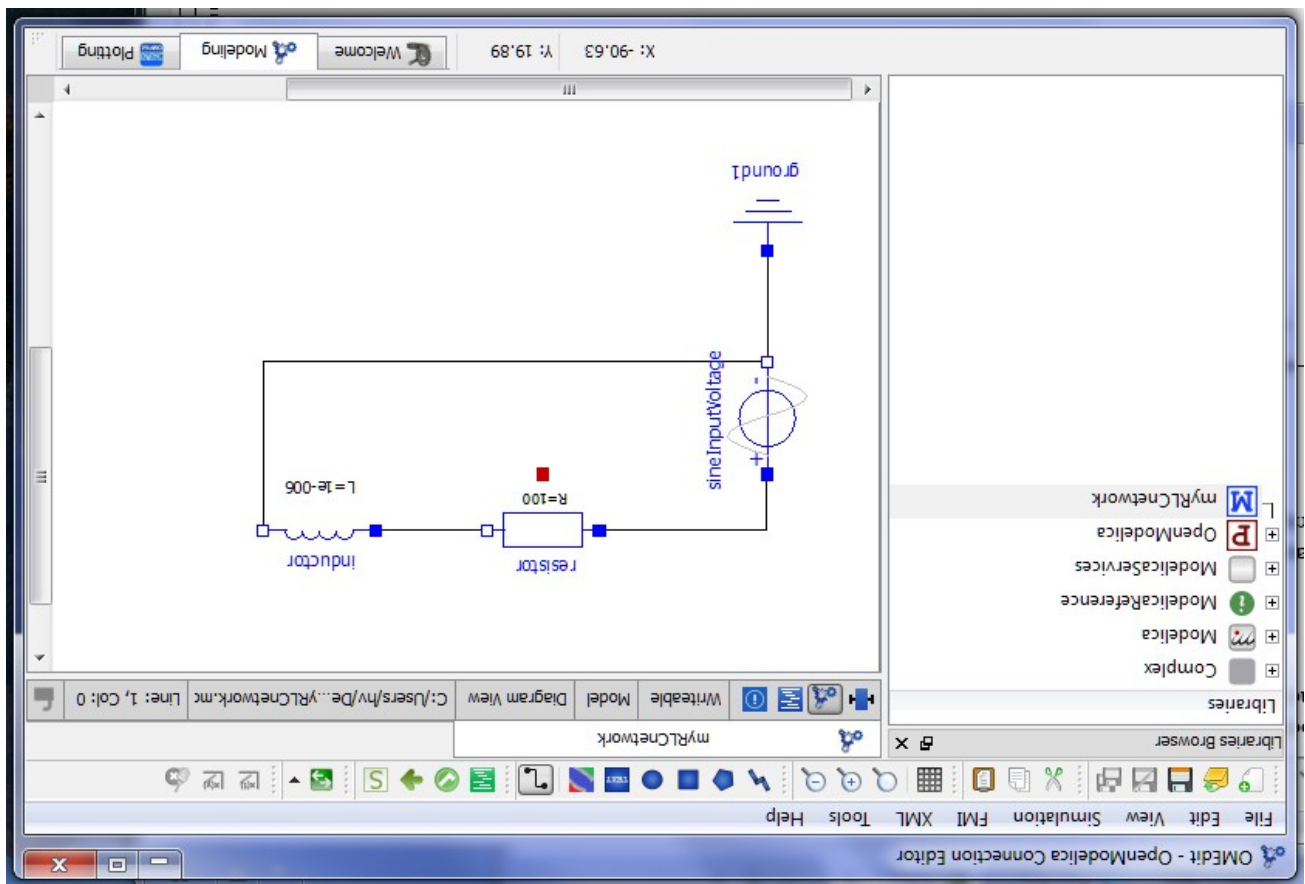 OMEdit - OpenModelica Connection Editor
File Edit View Simulation FMI XML Tools Help
Libraries Browser
Libraries
Complex
Modelica
ModelicaReference
ModelicaServices
OpenModelica
myRLCnetwork
myRLCnetwork
Writeable Model Diagram View C:/Users/hv/De...yRLCnetwork.mo Line: 1, Col: 0
resistor
inductor
R=100
L=1e-006
+
sineInputVoltage
-
ground1
X: -90.63 Y: 19.89 Welcome Modeling Plotting